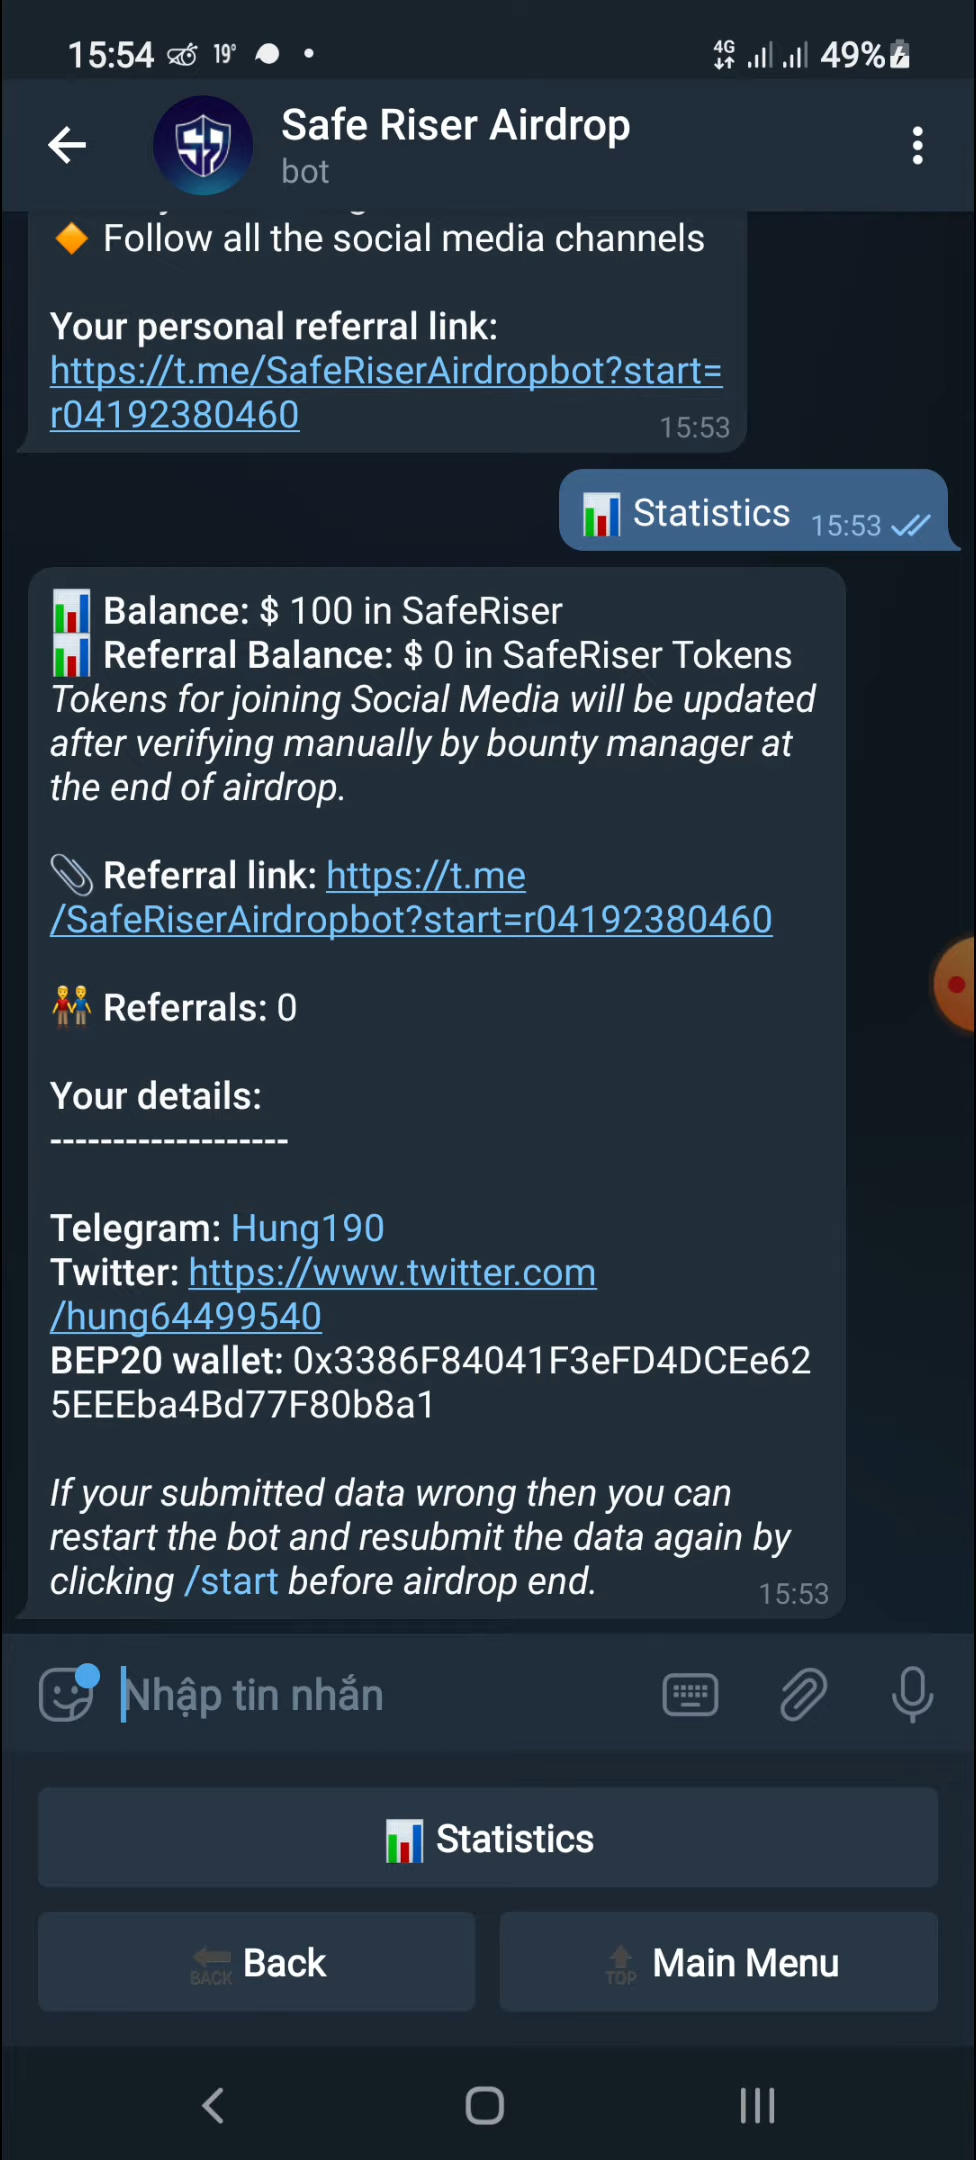 15:54 19° 4G 49%
Safe Riser Airdrop
bot
🔶 Follow all the social media channels
Your personal referral link:
https://t.me/SafeRiserAirdropbot?start=
r04192380460
15:53
📊 Statistics 15:53
📊 Balance: $ 100 in SafeRiser
📊 Referral Balance: $ 0 in SafeRiser Tokens
Tokens for joining Social Media will be updated
after verifying manually by bounty manager at
the end of airdrop.
📎 Referral link: https://t.me
/SafeRiserAirdropbot?start=r04192380460
👬 Referrals: 0
Your details:
-------------------
Telegram: Hung190
Twitter: https://www.twitter.com
/hung64499540
BEP20 wallet: 0x3386F84041F3eFD4DCEe62
5EEEba4Bd77F80b8a1
If your submitted data wrong then you can
restart the bot and resubmit the data again by
clicking /start before airdrop end.
15:53
Nhập tin nhắn
📊 Statistics
BACK Back
TOP Main Menu